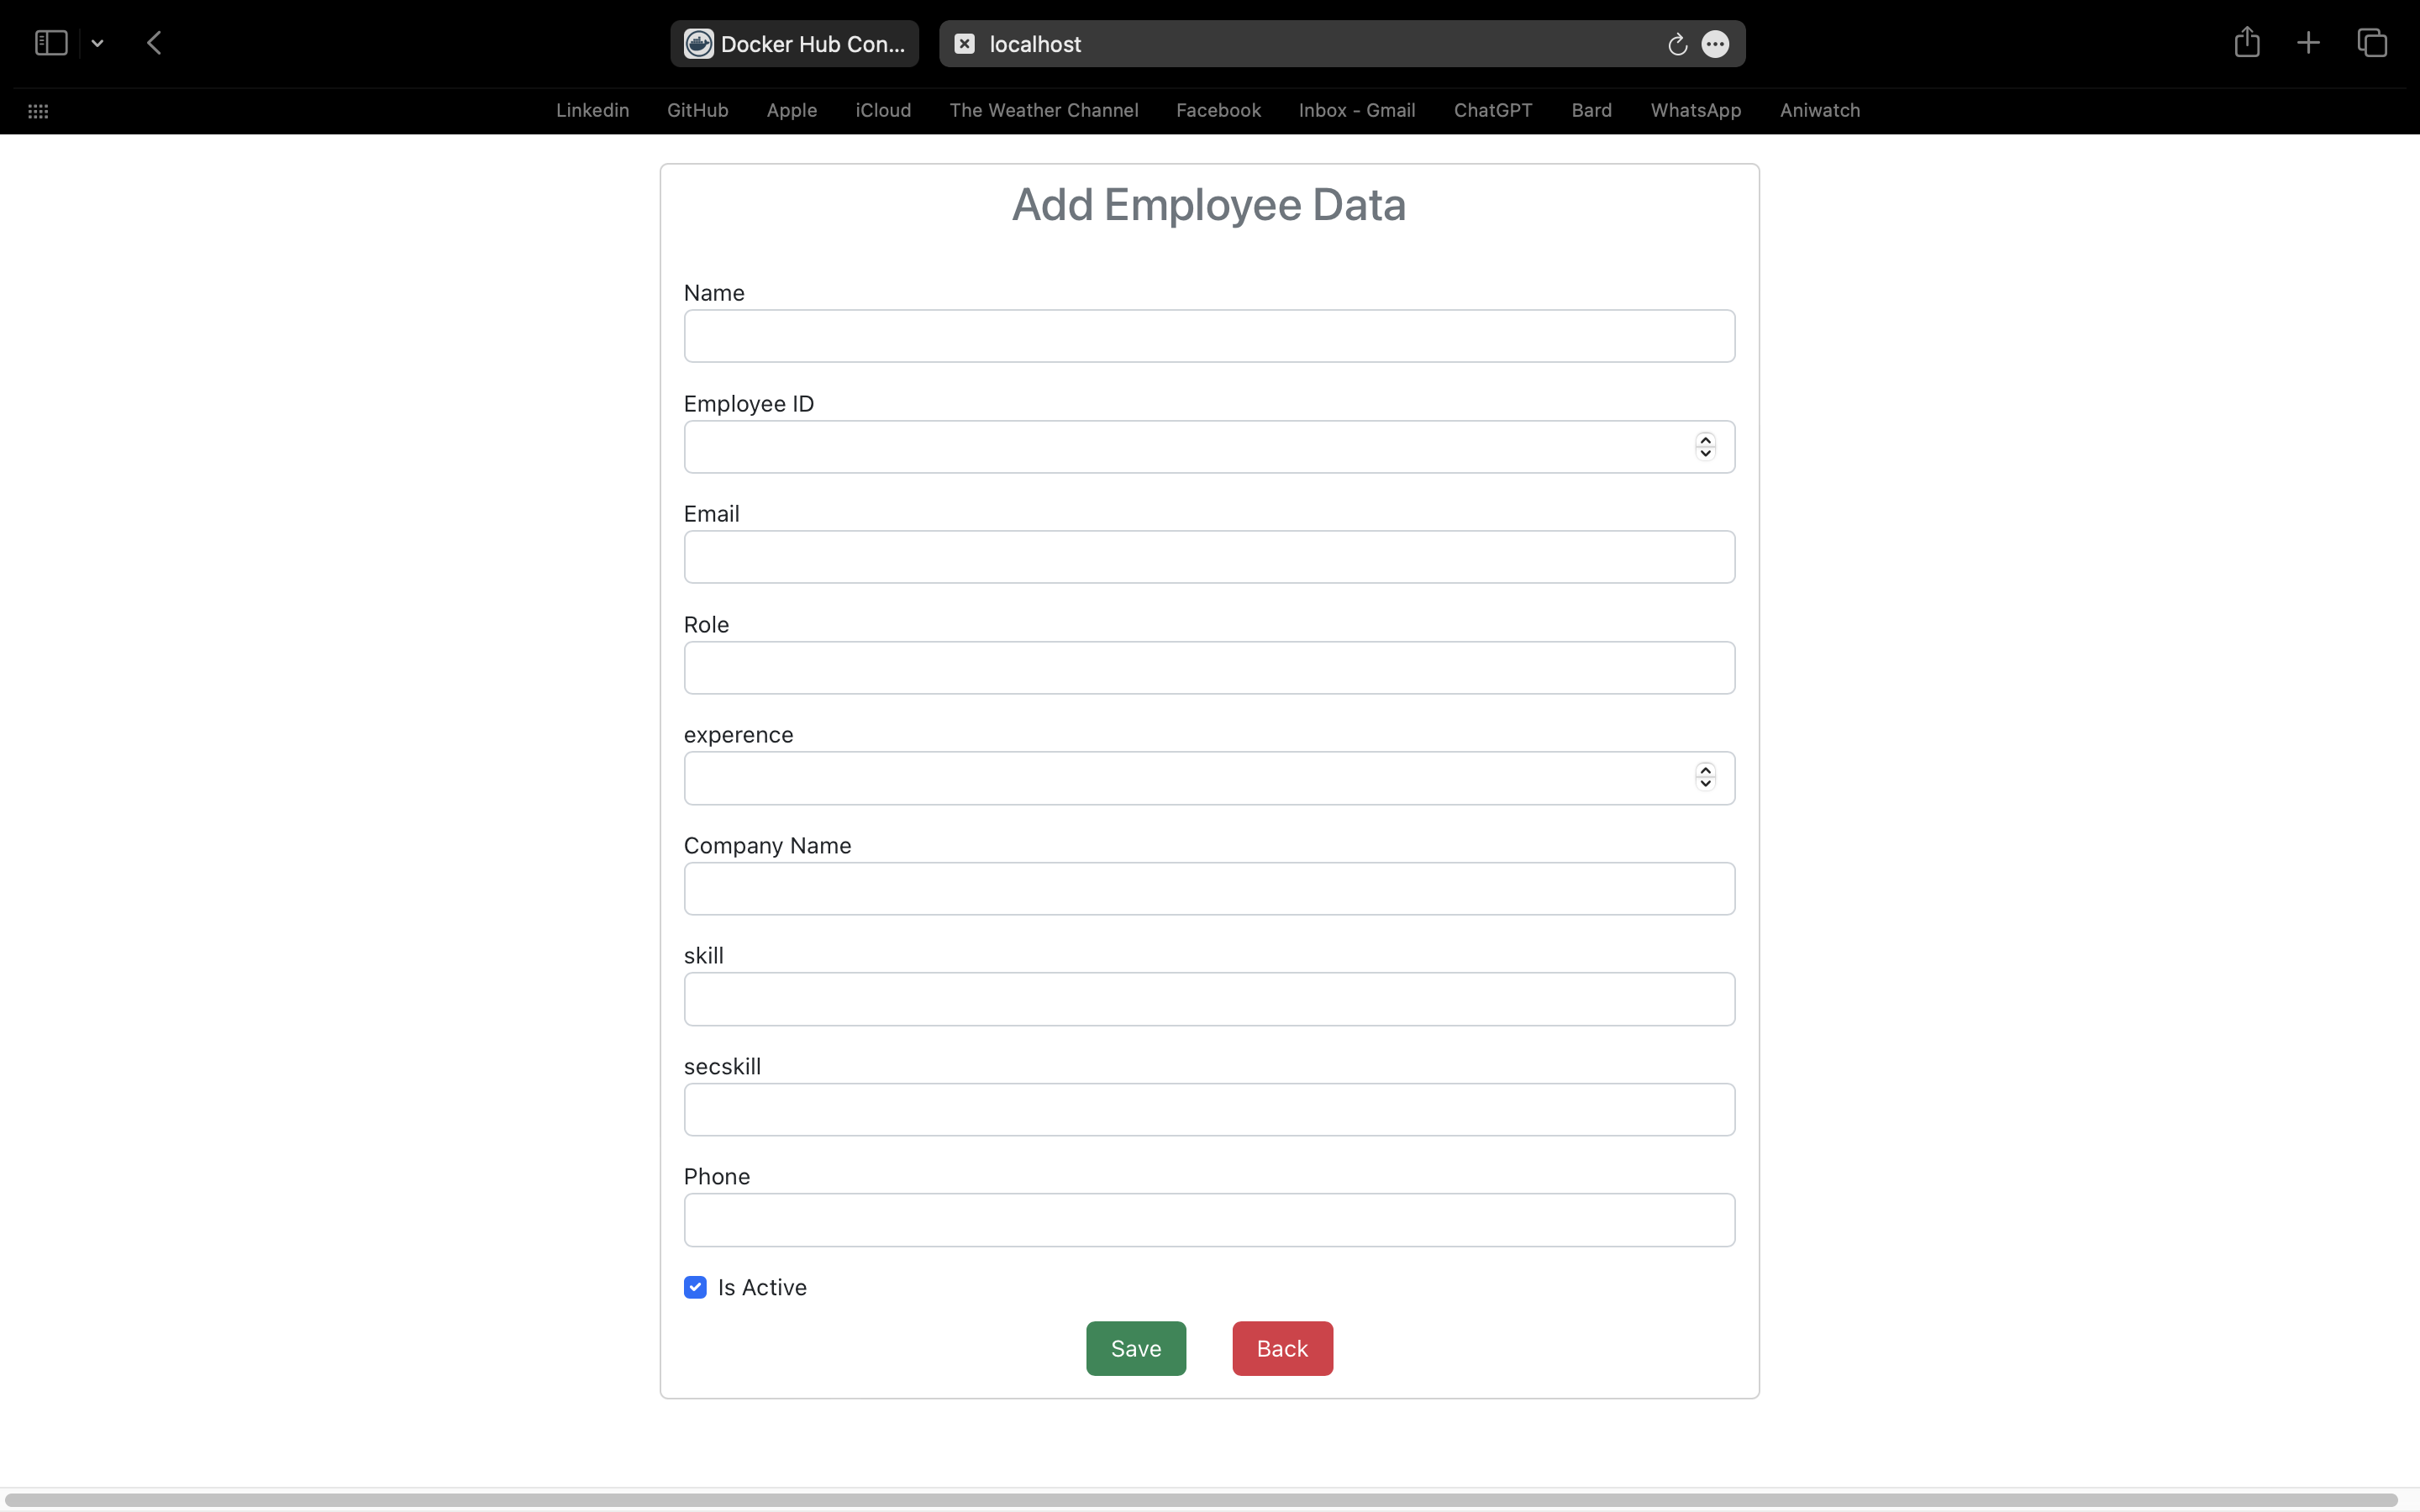 Docker Hub Con...
localhost
Linkedin GitHub Apple iCloud The Weather Channel Facebook Inbox - Gmail ChatGPT Bard WhatsApp Aniwatch
Add Employee Data
Name
Employee ID
Email
Role
experence
Company Name
skill
secskill
Phone
Is Active
Save Back